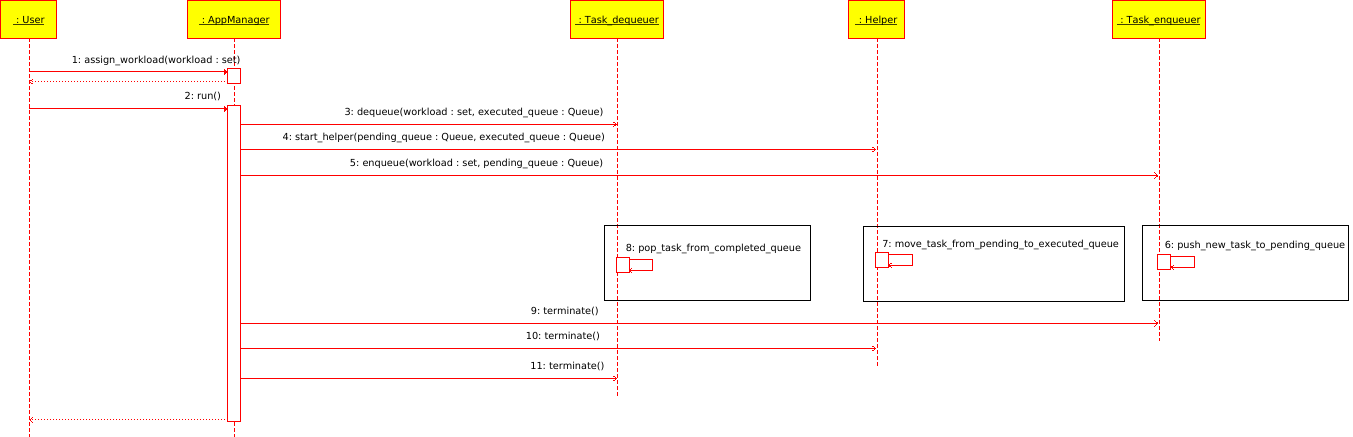 : User
: AppManager
: Task_dequeuer
: Helper
: Task_enqueuer
1: assign_workload(workload : set)
2: run()
3: dequeue(workload : set, executed_queue : Queue)
4: start_helper(pending_queue : Queue, executed_queue : Queue)
5: enqueue(workload : set, pending_queue : Queue)
8: pop_task_from_completed_queue
7: move_task_from_pending_to_executed_queue
6: push_new_task_to_pending_queue
9: terminate()
10: terminate()
11: terminate()